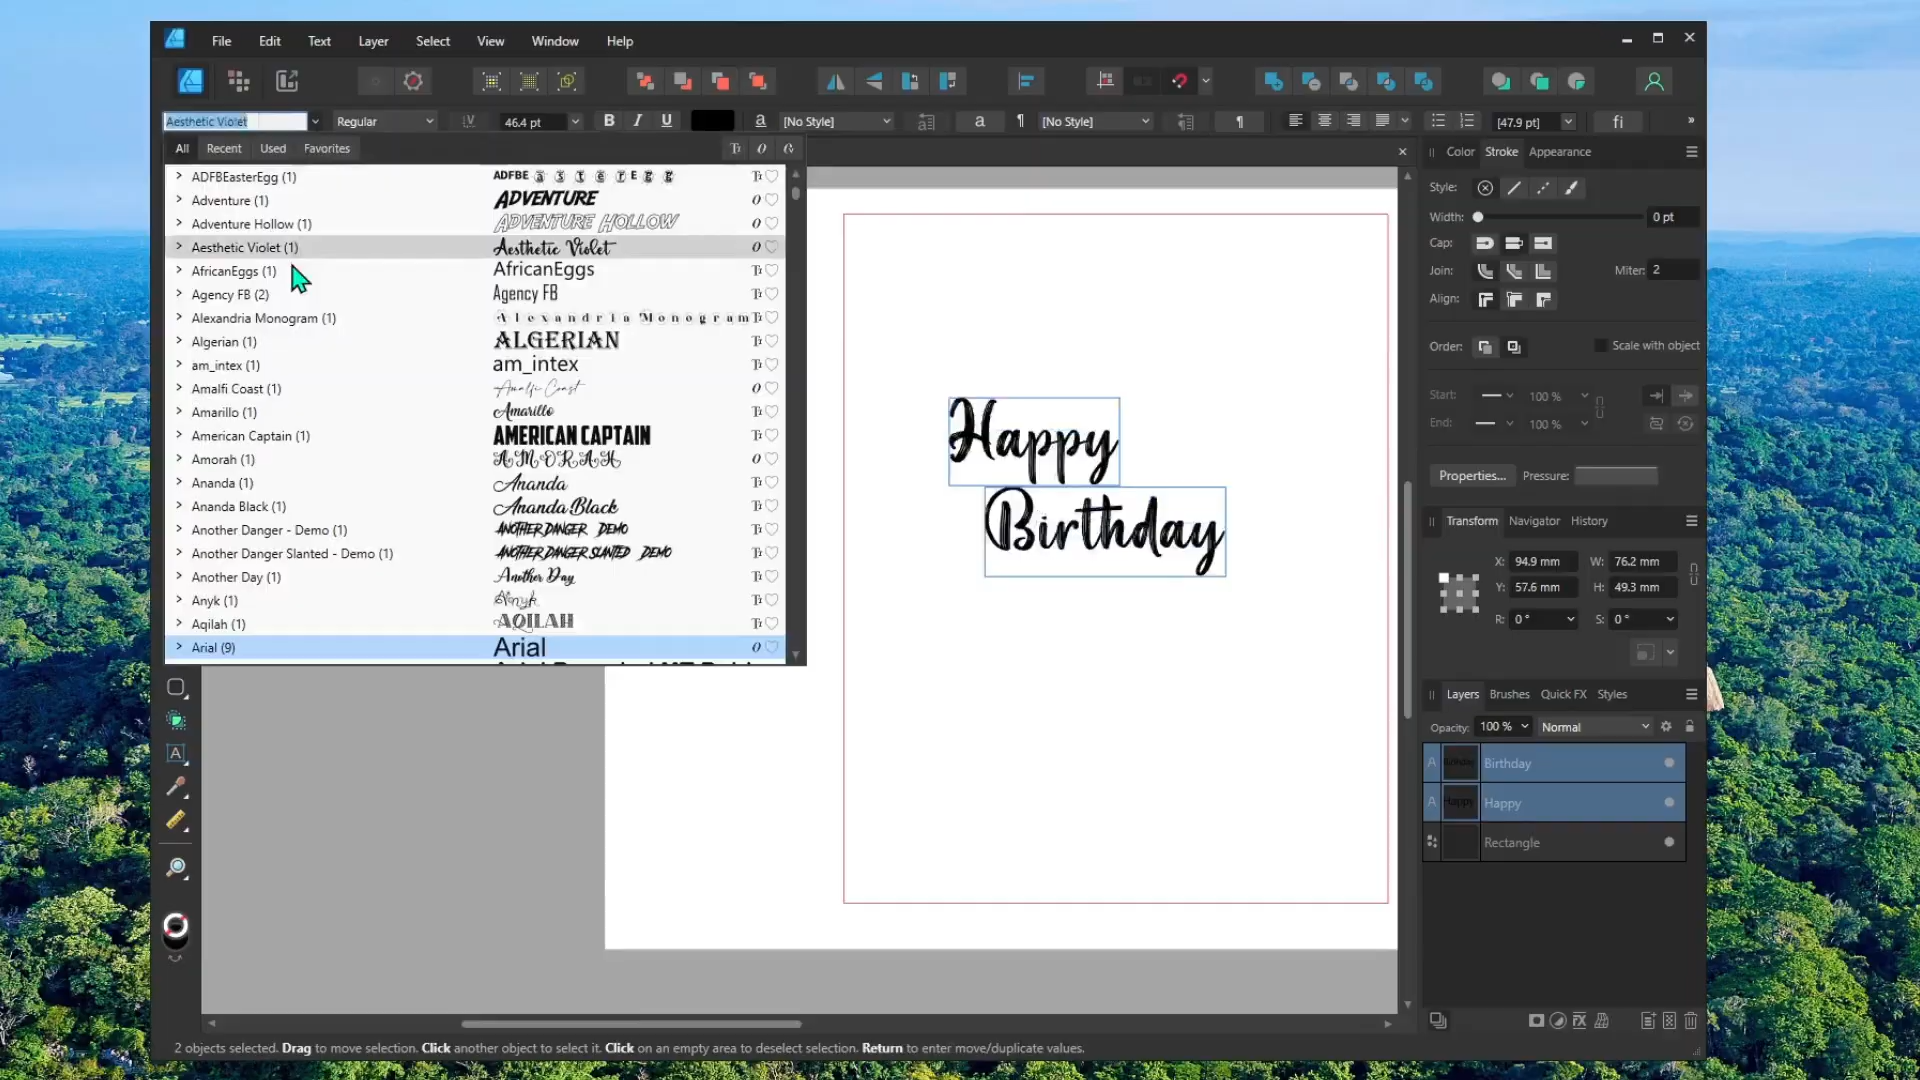 File Edit Text Layer Select View Window Help
Aesthetic Violet Regular 46.4 pt B I U a [No Style] a ¶ [No Style] ¶ [47.9 pt] fi »
All Recent Used Favorites
ADFBEasterEgg (1) ADFBE a s t e r E g g
Adventure (1) ADVENTURE
Adventure Hollow (1) ADVENTURE HOLLOW
Aesthetic Violet (1) Aesthetic Violet
AfricanEggs (1) AfricanEggs
Agency FB (2) Agency FB
Alexandria Monogram (1) Alexandria Monogram
Algerian (1) ALGERIAN
am_intex (1) am_intex
Amalfi Coast (1) Amalfi Coast
Amarillo (1) Amarillo
American Captain (1) AMERICAN CAPTAIN
Amorah (1) AMORAH
Ananda (1) Ananda
Ananda Black (1) Ananda Black
Another Danger - Demo (1) ANOTHER DANGER DEMO
Another Danger Slanted - Demo (1) ANOTHER DANGER SLANTED DEMO
Another Day (1) Another Day
Anyk (1) Anyk
Aqilah (1) AQILAH
Arial (9) Arial
Happy
Birthday
Color Stroke Appearance
Style:
Width: 0 pt
Cap:
Join: Miter: 2
Align:
Order: Scale with object
Start: 100 %
End: 100 %
Properties... Pressure:
Transform Navigator History
X: 94.9 mm W: 76.2 mm
Y: 57.6 mm H: 49.3 mm
R: 0 ° S: 0 °
Layers Brushes Quick FX Styles
Opacity: 100 % Normal
A Birthday Birthday
A Happy Happy
Rectangle
2 objects selected. Drag to move selection. Click another object to select it. Click on an empty area to deselect selection. Return to enter move/duplicate values.